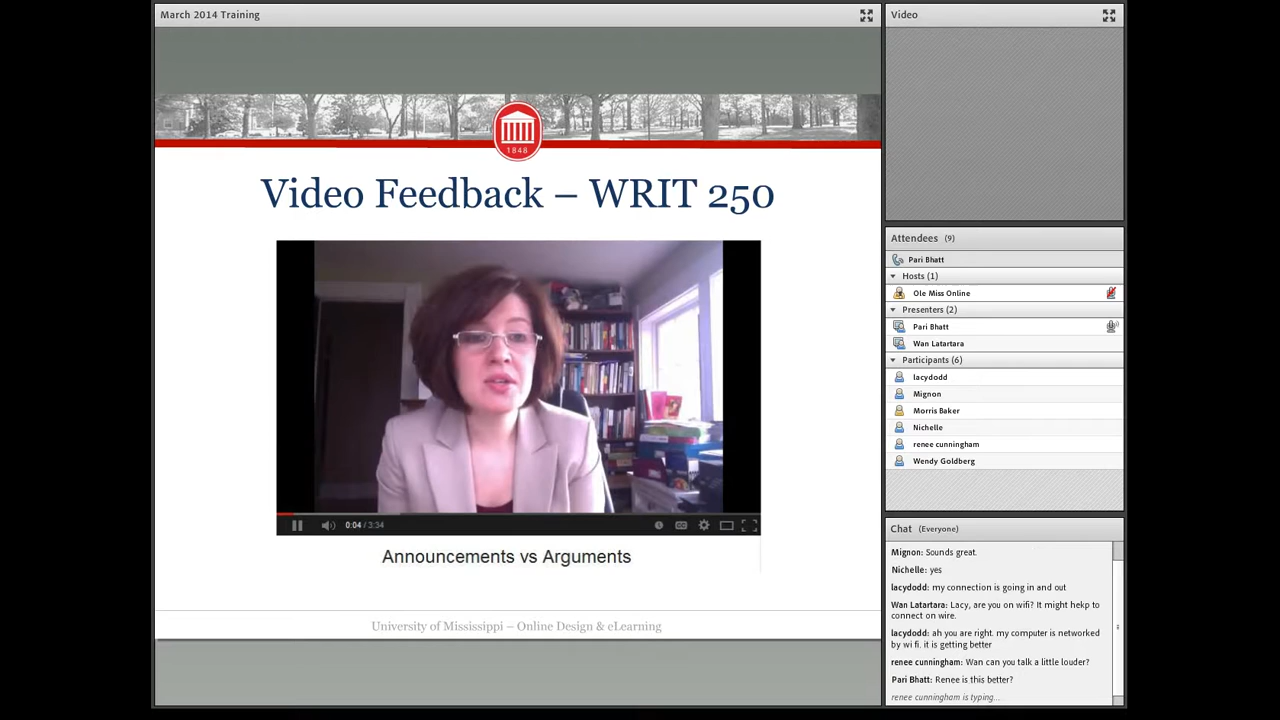 March 2014 Training
1848
Video Feedback – WRIT 250
0:04 / 3:34
CC
Announcements vs Arguments
University of Mississippi – Online Design & eLearning
Video
Attendees (9)
Pari Bhatt
Hosts (1)
Ole Miss Online
Presenters (2)
Pari Bhatt
Wan Latartara
Participants (6)
lacydodd
Mignon
Morris Baker
Nichelle
renee cunningham
Wendy Goldberg
Chat (Everyone)
Mignon: Sounds great.
Nichelle: yes
lacydodd: my connection is going in and out
Wan Latartara: Lacy, are you on wifi? It might hekp to
connect on wire.
lacydodd: ah you are right. my computer is networked
by wi fi. it is getting better
renee cunningham: Wan can you talk a little louder?
Pari Bhatt: Renee is this better?
renee cunningham is typing...